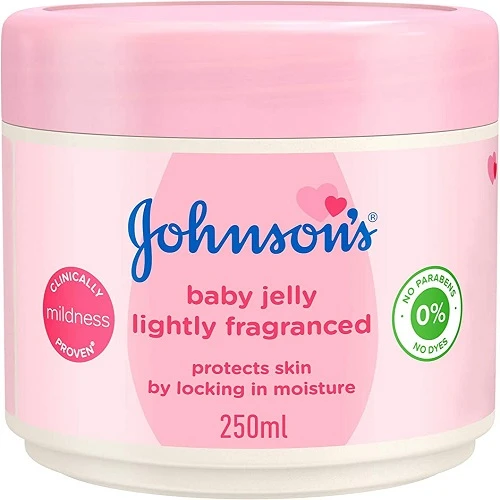 Johnson's®
baby jelly
lightly fragranced
protects skin
by locking in moisture
250ml
CLINICALLY
mildness
PROVEN®
NO PARABENS
0%
NO DYES